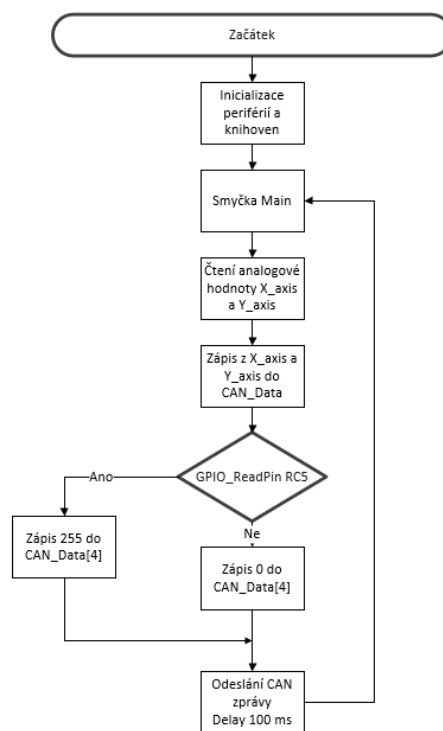 Začátek
Inicializace
periférií a
knihoven
Smyčka Main
Čtení analogové
hodnoty X_axis
a Y_axis
Zápis z X_axis a
Y_axis do
CAN_Data
GPIO_ReadPin RC5
Ano
Ne
Zápis 255 do
CAN_Data[4]
Zápis 0 do
CAN_Data[4]
Odeslání CAN
zprávy
Delay 100 ms